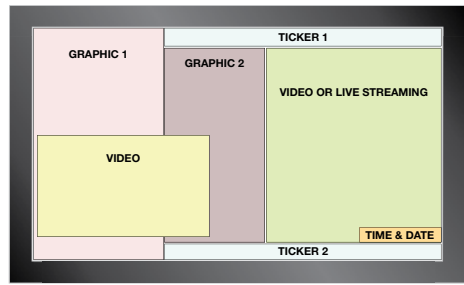 TICKER 1
GRAPHIC 1
GRAPHIC 2
VIDEO OR LIVE STREAMING
VIDEO
TIME & DATE
TICKER 2